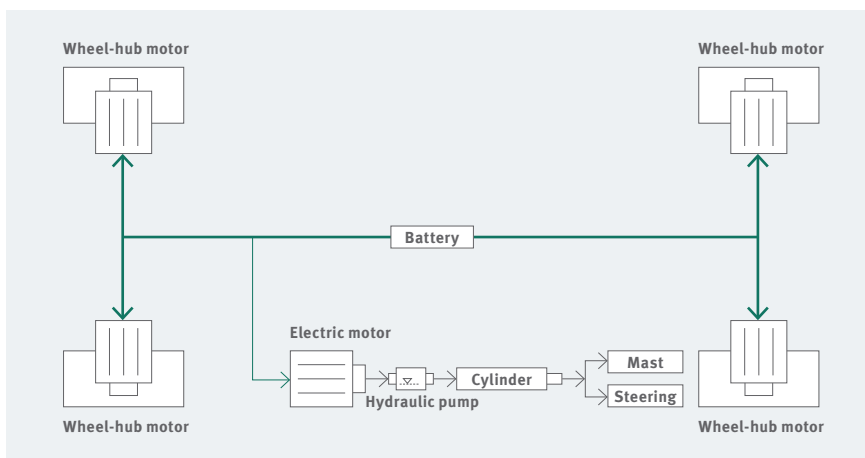 Wheel-hub motor
Wheel-hub motor
Battery
Electric motor
Mast
Cylinder
Hydraulic pump
Steering
Wheel-hub motor
Wheel-hub motor